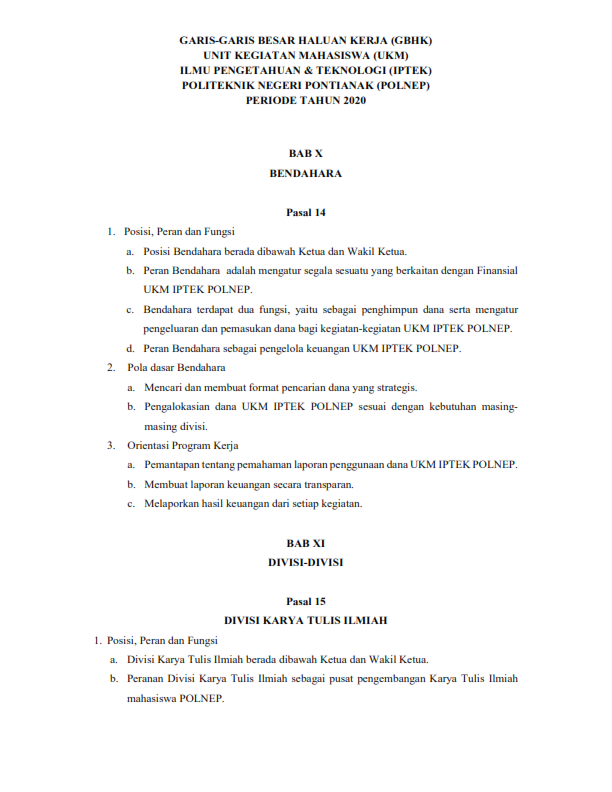 GARIS-GARIS BESAR HALUAN KERJA (GBHK)
UNIT KEGIATAN MAHASISWA (UKM)
ILMU PENGETAHUAN & TEKNOLOGI (IPTEK)
POLITEKNIK NEGERI PONTIANAK (POLNEP)
PERIODE TAHUN 2020
BAB X
BENDAHARA
Pasal 14
1. Posisi, Peran dan Fungsi
a. Posisi Bendahara berada dibawah Ketua dan Wakil Ketua.
b. Peran Bendahara adalah mengatur segala sesuatu yang berkaitan dengan Finansial
UKM IPTEK POLNEP.
c. Bendahara terdapat dua fungsi, yaitu sebagai penghimpun dana serta mengatur
pengeluaran dan pemasukan dana bagi kegiatan-kegiatan UKM IPTEK POLNEP.
d. Peran Bendahara sebagai pengelola keuangan UKM IPTEK POLNEP.
2. Pola dasar Bendahara
a. Mencari dan membuat format pencarian dana yang strategis.
b. Pengalokasian dana UKM IPTEK POLNEP sesuai dengan kebutuhan masing-
masing divisi.
3. Orientasi Program Kerja
a. Pemantapan tentang pemahaman laporan penggunaan dana UKM IPTEK POLNEP.
b. Membuat laporan keuangan secara transparan.
c. Melaporkan hasil keuangan dari setiap kegiatan.
BAB XI
DIVISI-DIVISI
Pasal 15
DIVISI KARYA TULIS ILMIAH
1. Posisi, Peran dan Fungsi
a. Divisi Karya Tulis Ilmiah berada dibawah Ketua dan Wakil Ketua.
b. Peranan Divisi Karya Tulis Ilmiah sebagai pusat pengembangan Karya Tulis Ilmiah
mahasiswa POLNEP.